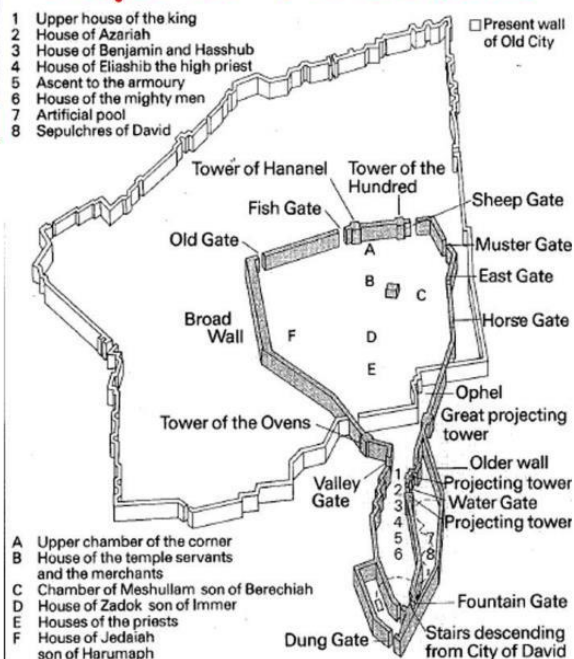 1 Upper house of the king
2 House of Azariah
3 House of Benjamin and Hasshub
4 House of Eliashib the high priest
5 Ascent to the armoury
6 House of the mighty men
7 Artificial pool
8 Sepulchres of David
Present wall
of Old City
Tower of Hananel
Tower of the
Hundred
Fish Gate
Sheep Gate
Old Gate
Muster Gate
A
East Gate
B
C
Broad
Wall
Horse Gate
F
D
E
Ophel
Tower of the Ovens
Great projecting
tower
Older wall
Valley
Gate
Projecting tower
Water Gate
Projecting tower
1
2
3
4
5
6
7
8
A Upper chamber of the corner
B House of the temple servants
and the merchants
C Chamber of Meshullam son of Berechiah
D House of Zadok son of Immer
E Houses of the priests
F House of Jedaiah
son of Harumaph
Fountain Gate
Dung Gate
Stairs descending
from City of David